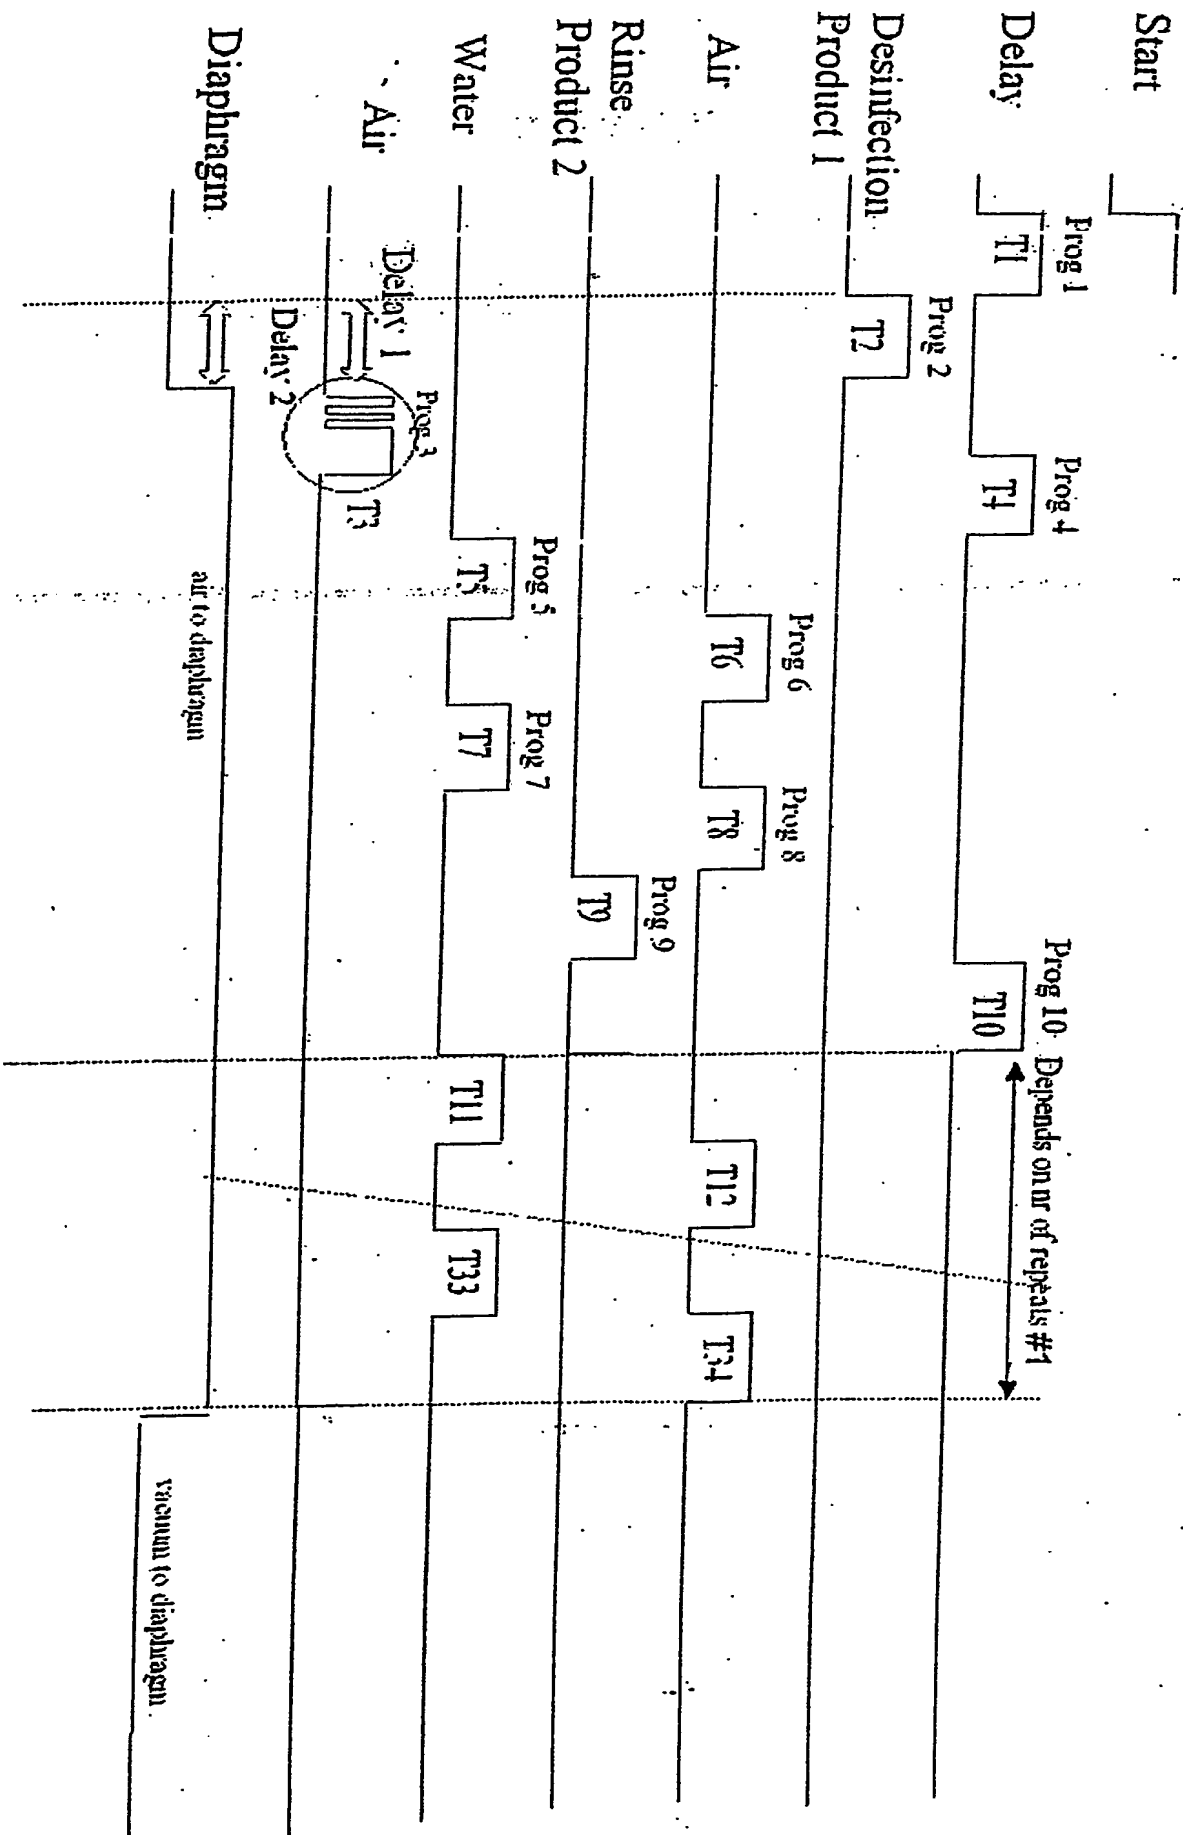 Start
Delay
Prog 1
T1
Prog 4
T4
Prog 10
T10
Depends on nr of repeats #1
Desinfection
Product 1
Prog 2
T2
Air
Prog 6
T6
Prog 8
T8
T12
T34
Rinse
Product 2
Prog 9
T9
Water
Prog 5
T5
Prog 7
T7
T11
T33
Air
Delay 1
Prog 3
T3
Diaphragm
Delay 2
air to diaphragm
vacuum to diaphragm